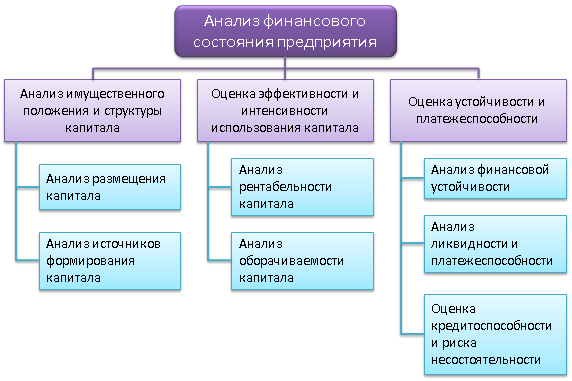 Анализ финансового
состояния предприятия
Анализ имущественного
положения и структуры
капитала
Анализ размещения
капитала
Анализ источников
формирования
капитала
Оценка эффективности и
интенсивности
использования капитала
Анализ
рентабельности
капитала
Анализ
оборачиваемости
капитала
Оценка устойчивости и
платежеспособности
Анализ финансовой
устойчивости
Анализ
ликвидности и
платежеспособности
Оценка
кредитоспособности
и риска
несостоятельности